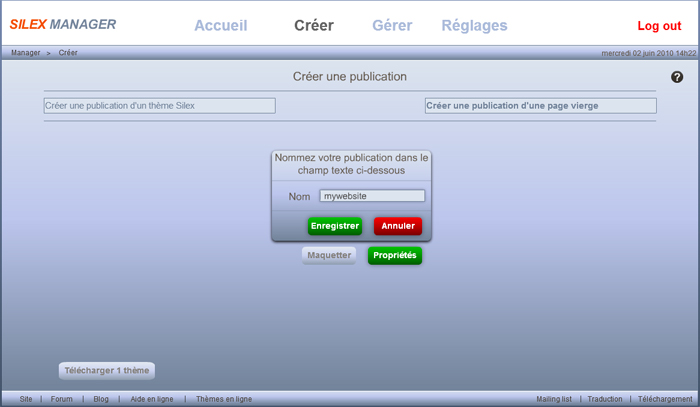 SILEX MANAGER
Accueil
Créer
Gérer
Réglages
Log out
Manager > Créer
mercredi 02 juin 2010 14h22
Créer une publication
?
Créer une publication d'un thème Silex
Créer une publication d'une page vierge
Nommez votre publication dans le
champ texte ci-dessous
Nom mywebsite
Enregistrer
Annuler
Maquetter
Propriétés
Télécharger 1 thème
Site | Forum | Blog | Aide en ligne | Thèmes en ligne
Mailing list | Traduction | Téléchargement